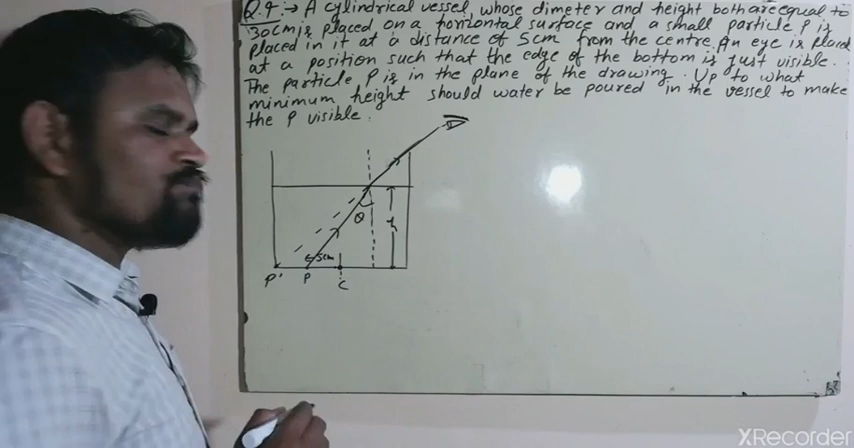 Q.9:→ A cylindrical vessel, whose dimeter and height both are equal to
30cm is placed on a horizontal surface and a small particle P is
placed in it at a distance of 5cm from the centre. An eye is placed
at a position such that the edge of the bottom is just visible.
The particle P is in the plane of the drawing. Up to what
minimum height should water be poured in the vessel to make
the P visible.
θ
h
5cm
P' P C
XRecorder